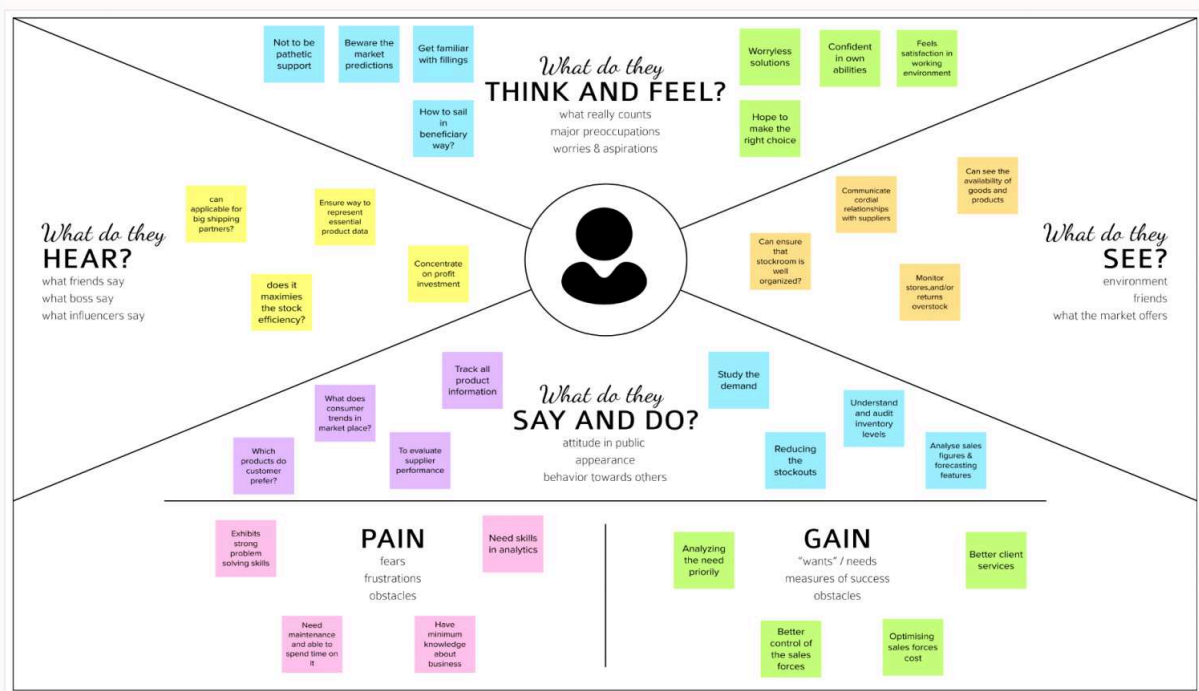 Not to be
pathetic
support
Beware the
market
predictions
Get familiar
with fillings
How to sail
in
beneficiary
way?
What do they
THINK AND FEEL?
what really counts
major preoccupations
worries & aspirations
Worryless
solutions
Confident
in own
abilities
Feels
satisfaction in
working
environment
Hope to
make the
right choice
What do they
HEAR?
what friends say
what boss say
what influencers say
can
applicable for
big shipping
partners?
Ensure way to
represent
essential
product data
does it
maximies
the stock
efficiency?
Concentrate
on profit
investment
Communicate
cordial
relationships
with suppliers
Can see the
availability of
goods and
products
Can ensure
that
stockroom is
well
organized?
Monitor
stores,and/or
returns
overstock
What do they
SEE?
environment
friends
what the market offers
Track all
product
information
What does
consumer
trends in
market place?
Which
products do
customer
prefer?
To evaluate
supplier
performance
What do they
SAY AND DO?
attitude in public
appearance
behavior towards others
Study the
demand
Understand
and audit
inventory
levels
Reducing
the
stockouts
Analyse sales
figures &
forecasting
features
PAIN
fears
frustrations
obstacles
Exhibits
strong
problem
solving skills
Need skills
in analytics
Need
maintenance
and able to
spend time on
it
Have
minimum
knowledge
about
business
GAIN
"wants" / needs
measures of success
obstacles
Analyzing
the need
priorily
Better client
services
Better
control of
the sales
forces
Optimising
sales forces
cost